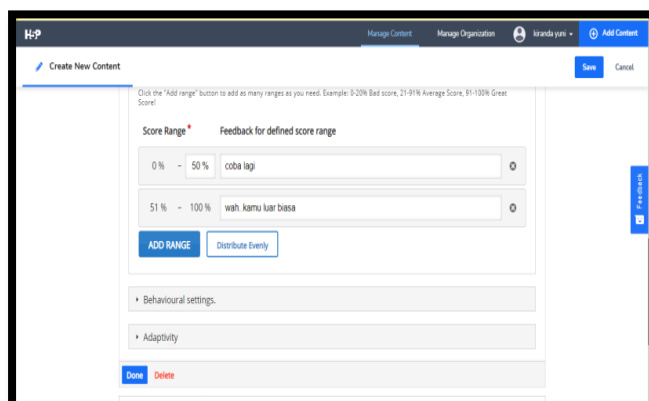 H-P
Manage Content Manage Organization kiranda yuni Add Content
Create New Content Save Cancel
Click the "Add range" button to add as many ranges as you need. Example: 0-20% Bad score, 21-91% Average Score, 91-100% Great
Score!
Score Range * Feedback for defined score range
0 % - 50 % coba lagi
51 % - 100 % wah. kamu luar biasa
ADD RANGE Distribute Evenly
Feedback
Behavioural settings.
Adaptivity
Done Delete